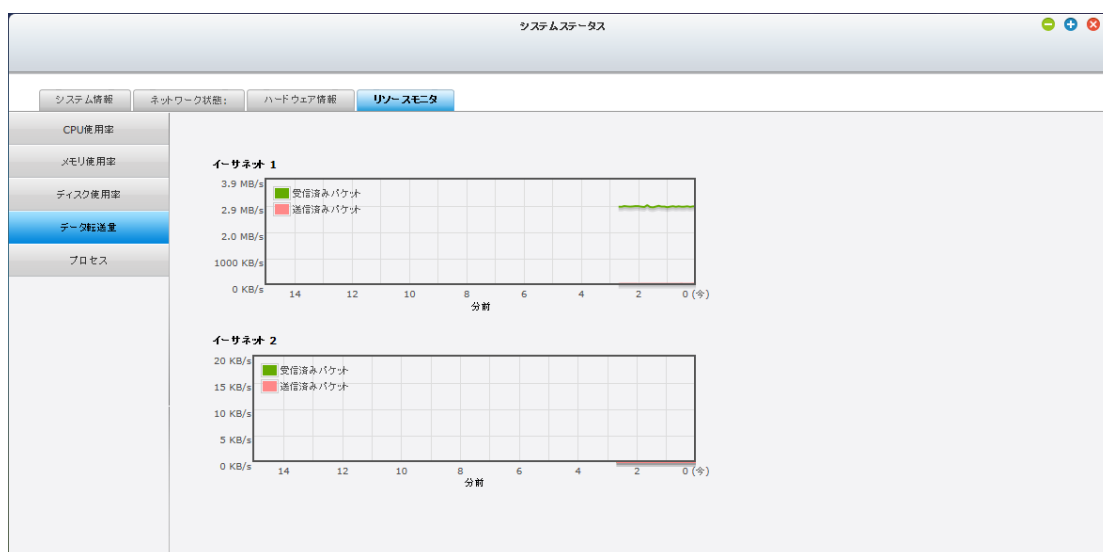 システムステータス
システム情報
ネットワーク状態:
ハードウェア情報
リソースモニタ
CPU使用率
メモリ使用率
ディスク使用率
データ転送量
プロセス
イーサネット 1
3.9 MB/s
2.9 MB/s
2.0 MB/s
1000 KB/s
0 KB/s
受信済みパケット
送信済みパケット
14 12 10 8 6 4 2 0 (今)
分前
イーサネット 2
20 KB/s
15 KB/s
10 KB/s
5 KB/s
0 KB/s
受信済みパケット
送信済みパケット
14 12 10 8 6 4 2 0 (今)
分前